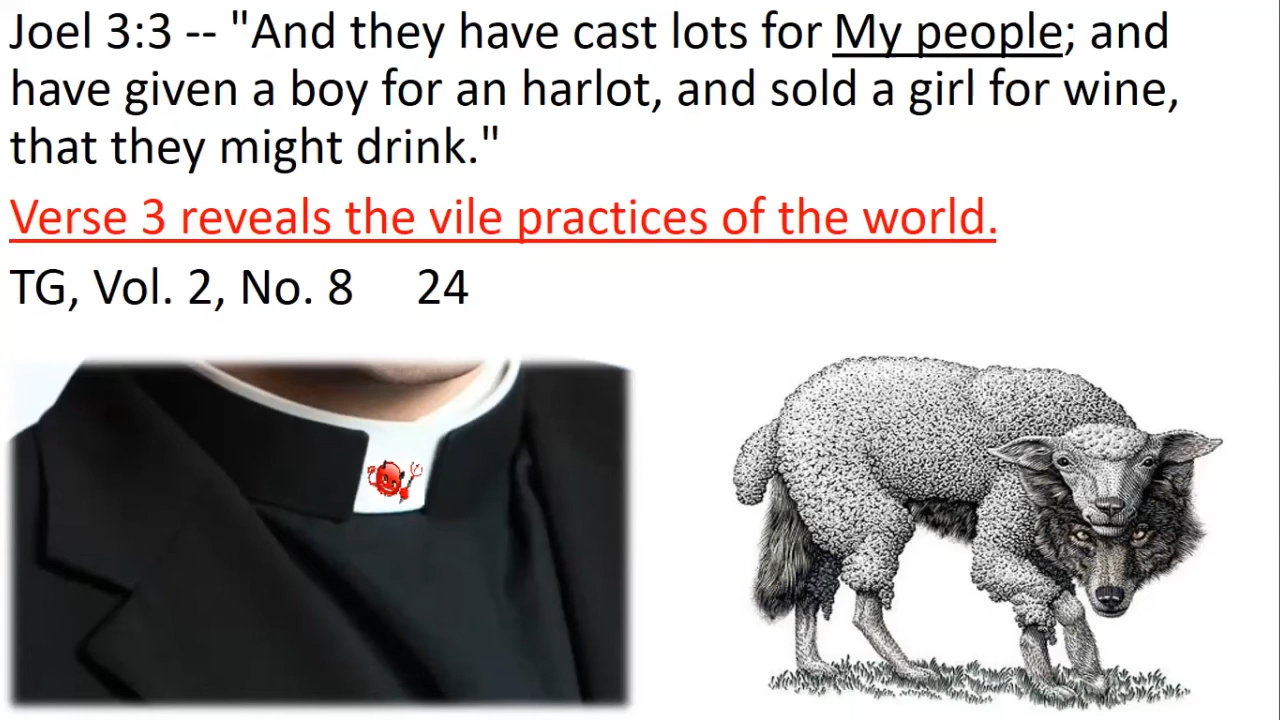 Joel 3:3 -- "And they have cast lots for My people; and
have given a boy for an harlot, and sold a girl for wine,
that they might drink."
Verse 3 reveals the vile practices of the world.
TG, Vol. 2, No. 8 24